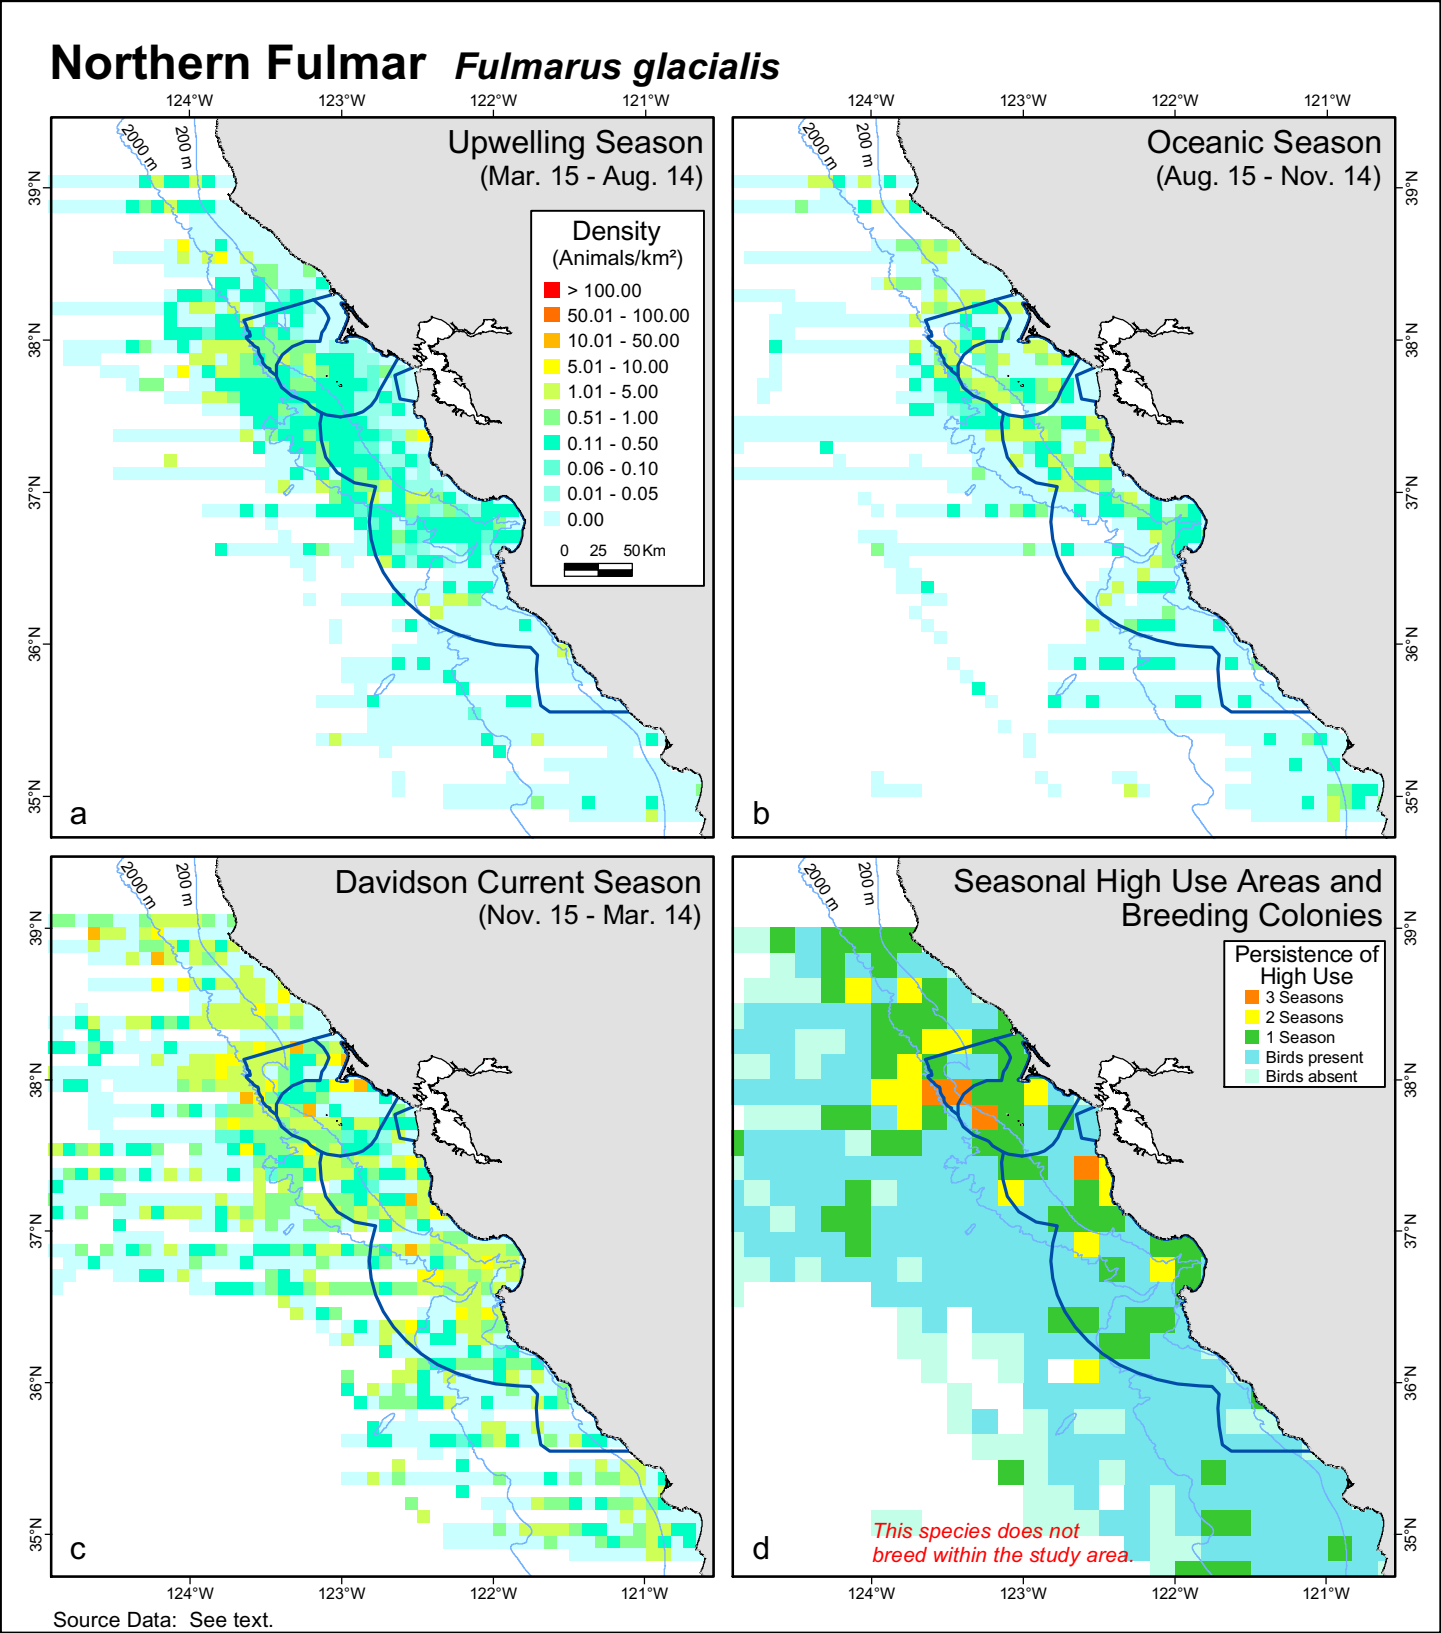 Northern Fulmar Fulmarus glacialis
124°W 123°W 122°W 121°W 124°W 123°W 122°W 121°W
2000 m 200 m
Upwelling Season
(Mar. 15 - Aug. 14)
39°N
38°N
37°N
36°N
35°N
Density
(Animals/km²)
> 100.00
50.01 - 100.00
10.01 - 50.00
5.01 - 10.00
1.01 - 5.00
0.51 - 1.00
0.11 - 0.50
0.06 - 0.10
0.01 - 0.05
0.00
0 25 50 Km
a
2000 m 200 m
Oceanic Season
(Aug. 15 - Nov. 14)
39°N
38°N
37°N
36°N
35°N
b
2000 m 200 m
Davidson Current Season
(Nov. 15 - Mar. 14)
39°N
38°N
37°N
36°N
35°N
c
2000 m 200 m
Seasonal High Use Areas and
Breeding Colonies
Persistence of
High Use
3 Seasons
2 Seasons
1 Season
Birds present
Birds absent
39°N
38°N
37°N
36°N
35°N
This species does not
breed within the study area.
d
124°W 123°W 122°W 121°W 124°W 123°W 122°W 121°W
Source Data: See text.